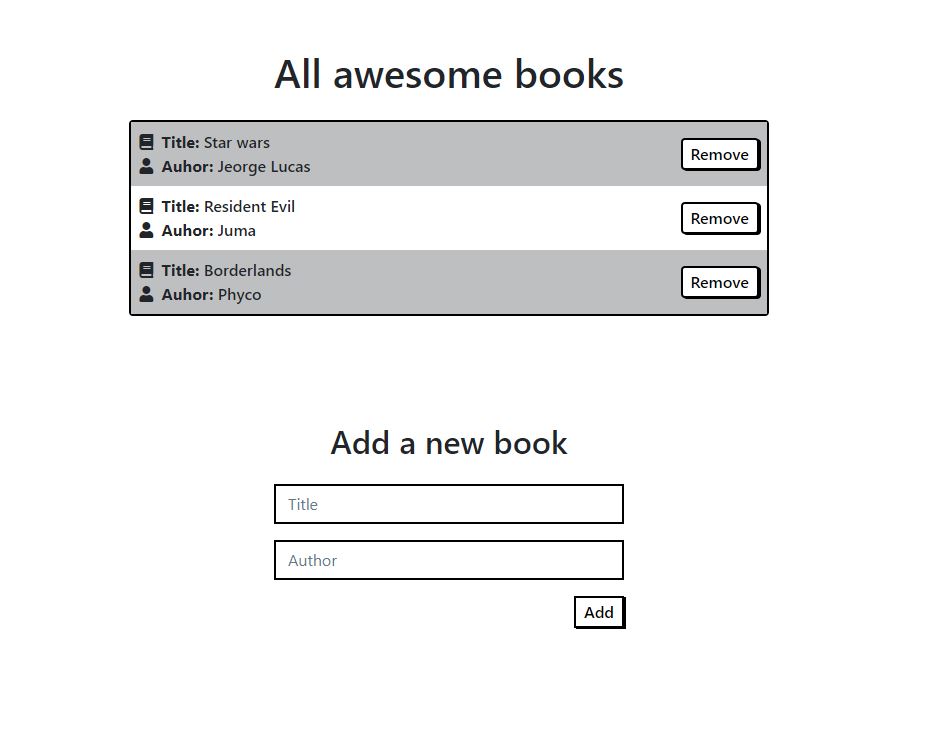 All awesome books
Title: Star wars
Auhor: Jeorge Lucas
Remove
Title: Resident Evil
Auhor: Juma
Remove
Title: Borderlands
Auhor: Phyco
Remove
Add a new book
Title
Author
Add